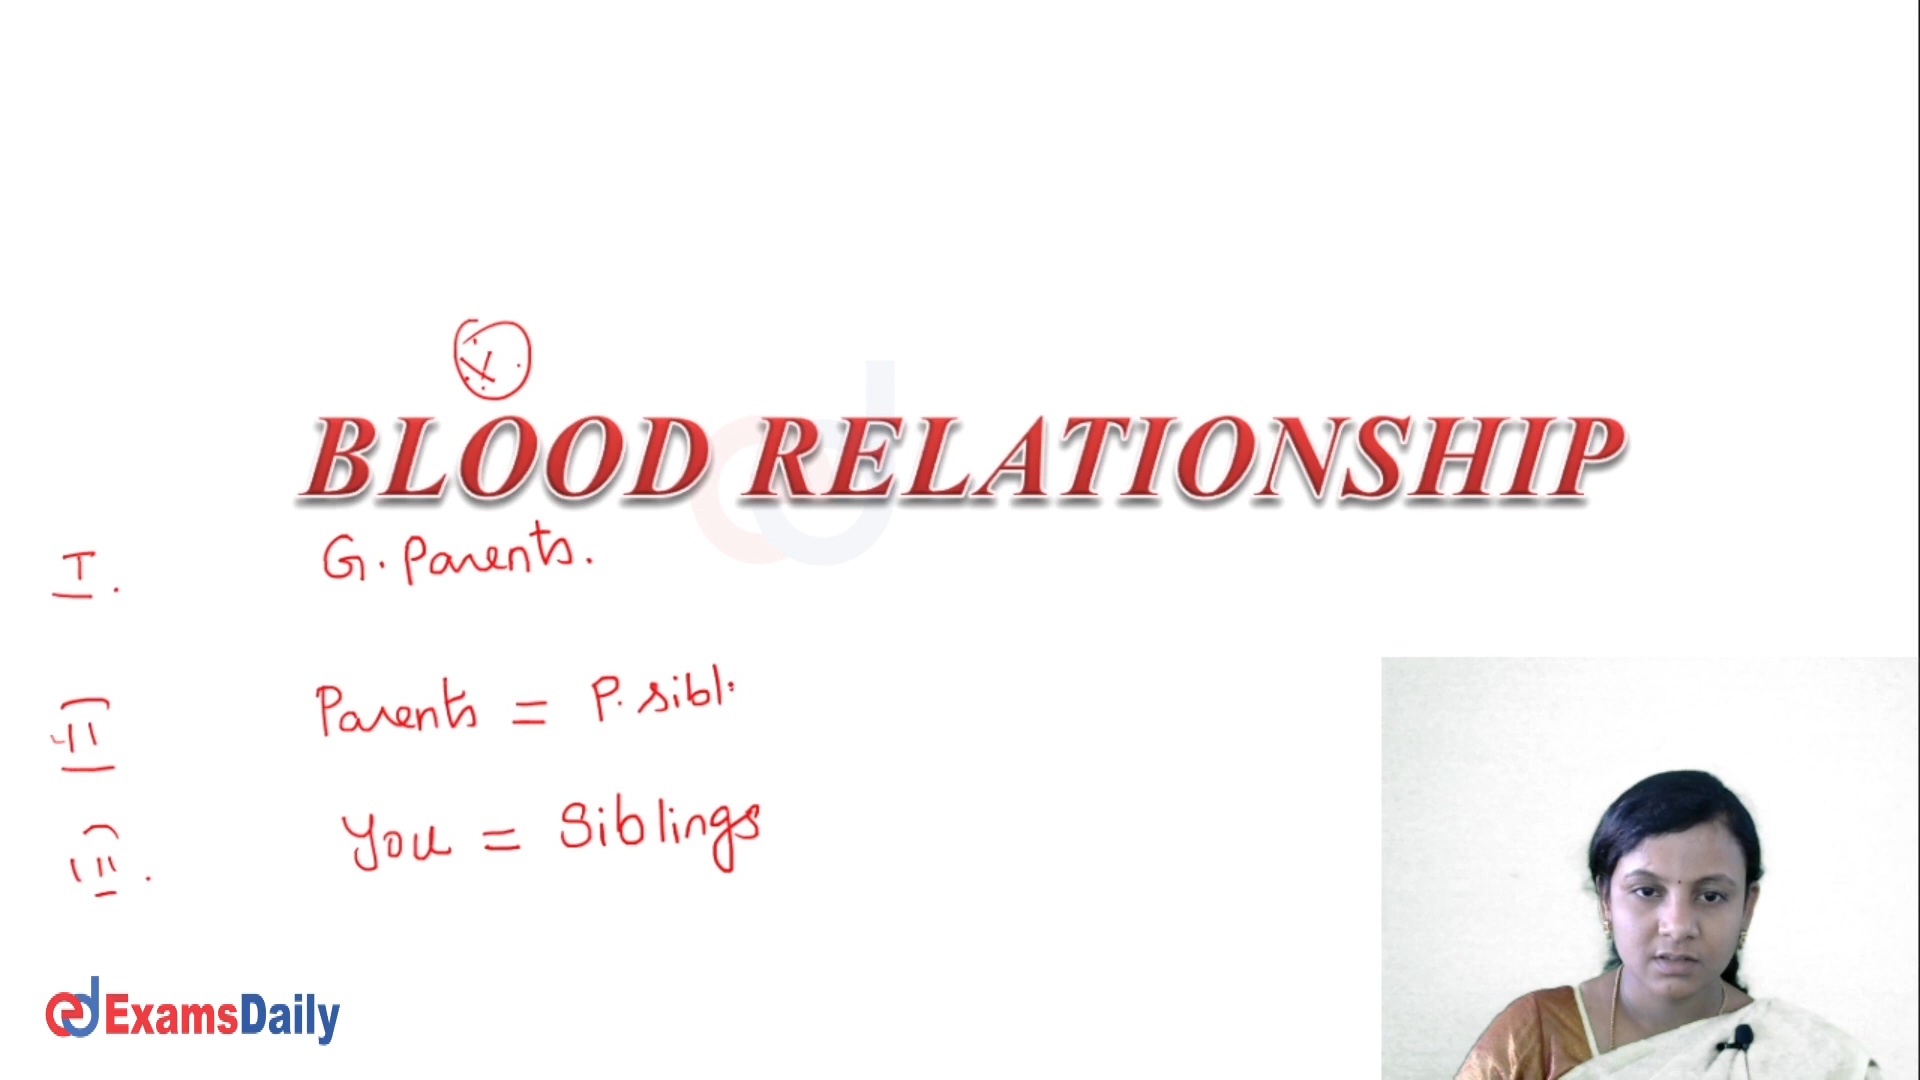 BLOOD RELATIONSHIP
I. G. Parents.
II Parents = P. sibl.
III. You = Siblings
ExamsDaily